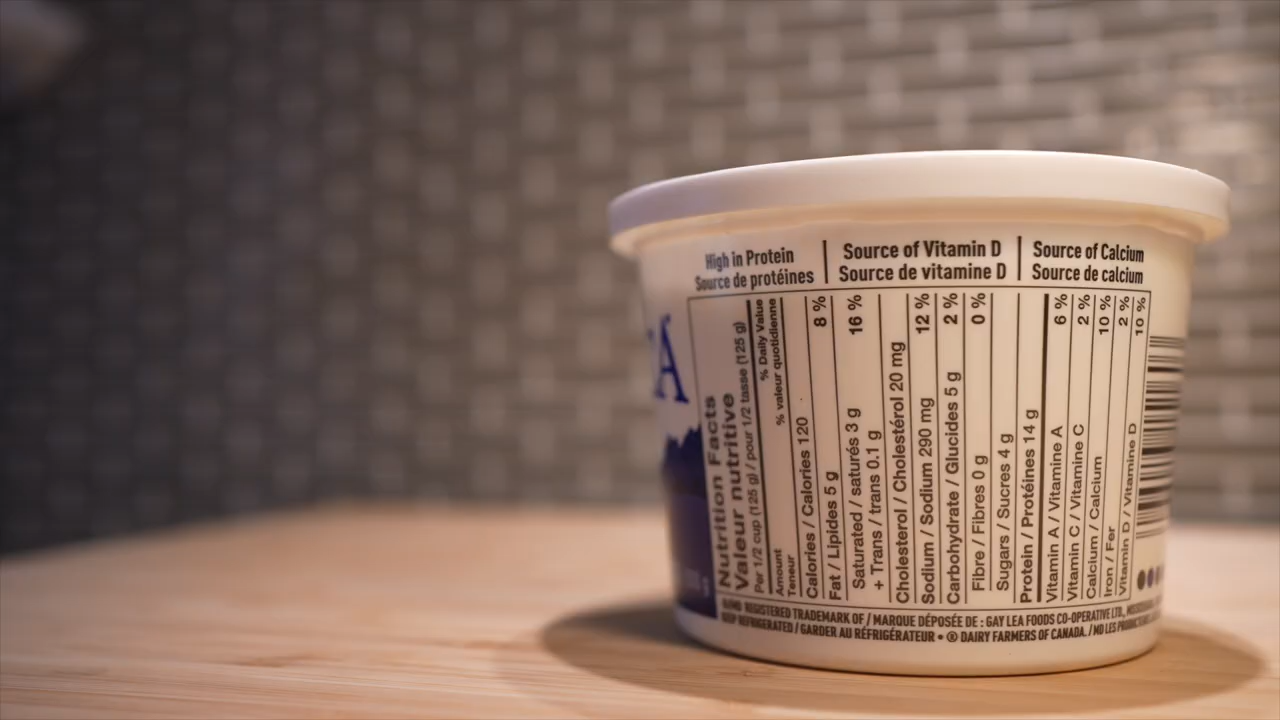 High in Protein
Source de protéines
Source of Vitamin D
Source de vitamine D
Source of Calcium
Source de calcium
A
Nutrition Facts
Valeur nutritive
Per 1/2 cup (125 g) / pour 1/2 tasse (125 g)
Amount % Daily Value
Teneur % valeur quotidienne
Calories / Calories 120
Fat / Lipides 5 g 8 %
Saturated / saturés 3 g 16 %
+ Trans / trans 0.1 g
Cholesterol / Cholestérol 20 mg
Sodium / Sodium 290 mg 12 %
Carbohydrate / Glucides 5 g 2 %
Fibre / Fibres 0 g 0 %
Sugars / Sucres 4 g
Protein / Protéines 14 g
Vitamin A / Vitamine A 6 %
Vitamin C / Vitamine C 2 %
Calcium / Calcium 10 %
Iron / Fer 2 %
Vitamin D / Vitamine D 10 %
REGISTERED TRADEMARK OF / MARQUE DÉPOSÉE DE : GAY LEA FOODS CO-OPERATIVE LTD.,
KEEP REFRIGERATED / GARDER AU RÉFRIGÉRATEUR • ® DAIRY FARMERS OF CANADA. / MD LES